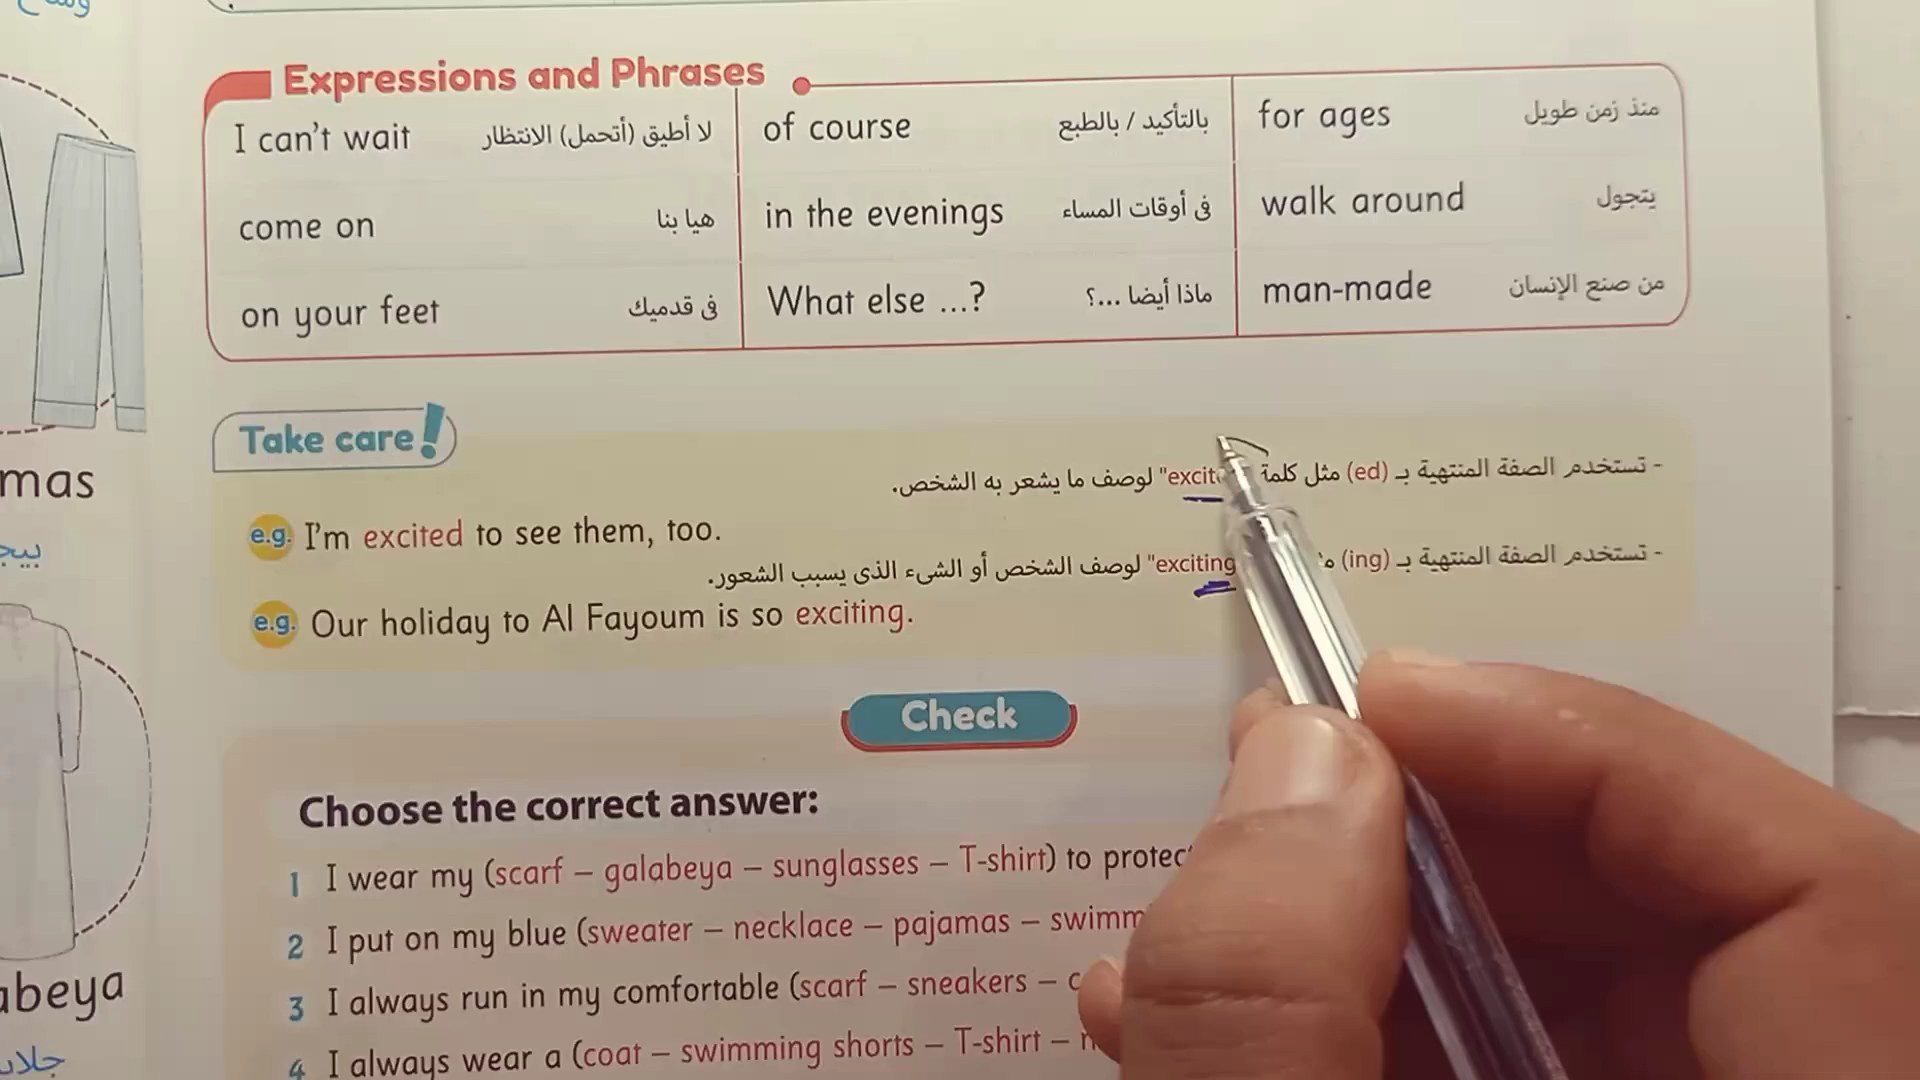 Expressions and Phrases
I can't wait لا أطيق (أتحمل) الانتظار of course بالتأكيد / بالطبع for ages منذ زمن طويل
come on هيا بنا in the evenings فى أوقات المساء walk around يتجول
on your feet فى قدميك What else ...? ماذا أيضا ...؟ man-made من صنع الإنسان
Take care!
- تستخدم الصفة المنتهية بـ (ed) مثل كلمة "excit لوصف ما يشعر به الشخص.
e.g. I'm excited to see them, too.
- تستخدم الصفة المنتهية بـ (ing) "exciting لوصف الشخص أو الشىء الذى يسبب الشعور.
e.g. Our holiday to Al Fayoum is so exciting.
Check
Choose the correct answer:
1 I wear my (scarf – galabeya – sunglasses – T-shirt) to protect
2 I put on my blue (sweater – necklace – pajamas – swimm
3 I always run in my comfortable (scarf – sneakers –
4 I always wear a (coat – swimming shorts – T-shirt –
mas
abeya